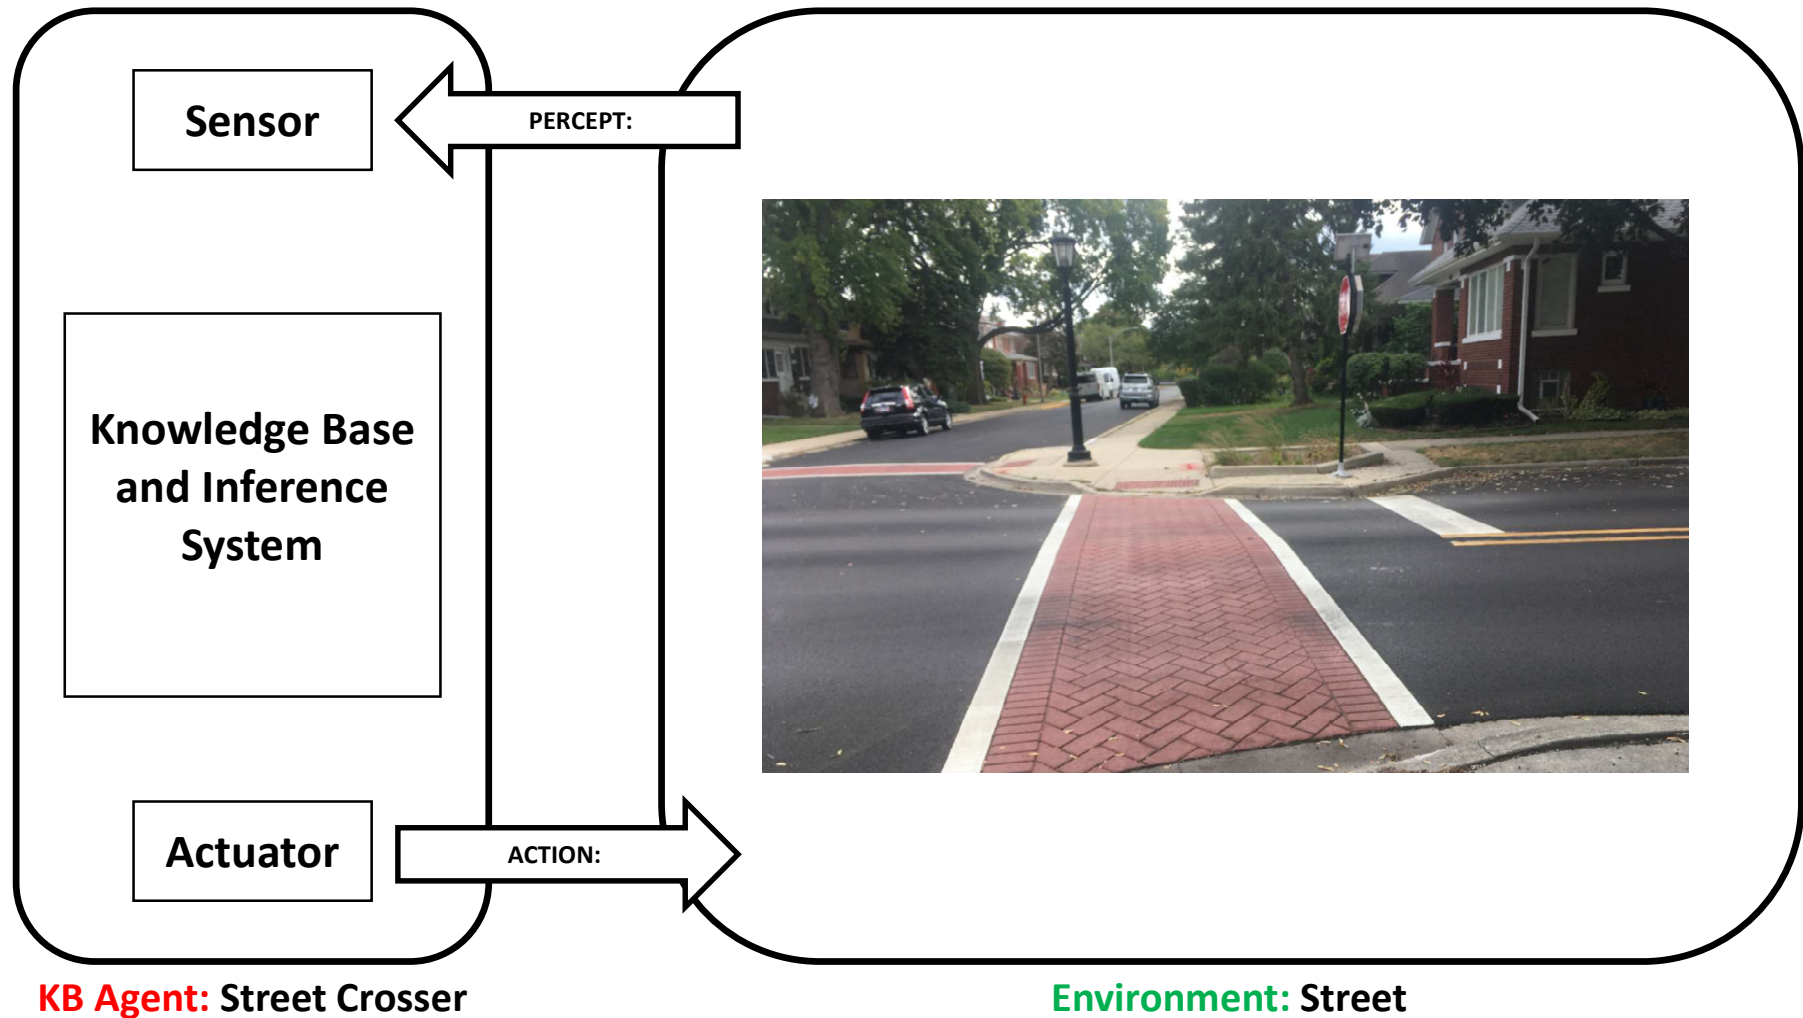 Sensor
PERCEPT:
Knowledge Base
and Inference
System
Actuator
ACTION:
KB Agent: Street Crosser
Environment: Street